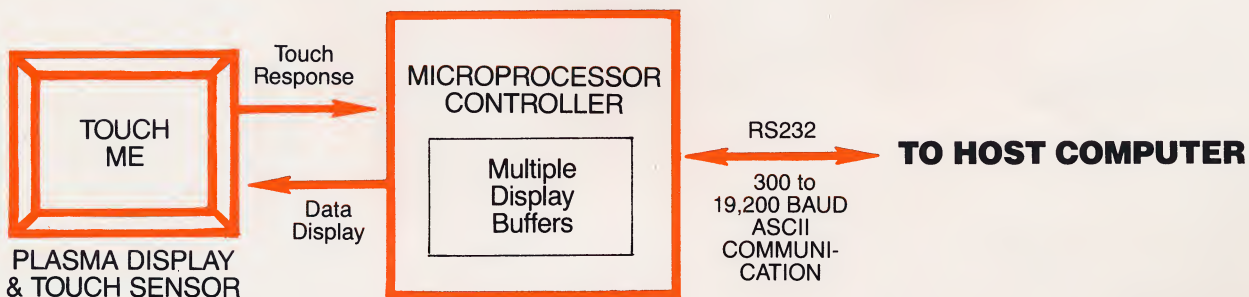 TOUCH
ME
PLASMA DISPLAY
& TOUCH SENSOR
Touch
Response
Data
Display
MICROPROCESSOR
CONTROLLER
Multiple
Display
Buffers
RS232
300 to
19,200 BAUD
ASCII
COMMUNI-
CATION
TO HOST COMPUTER